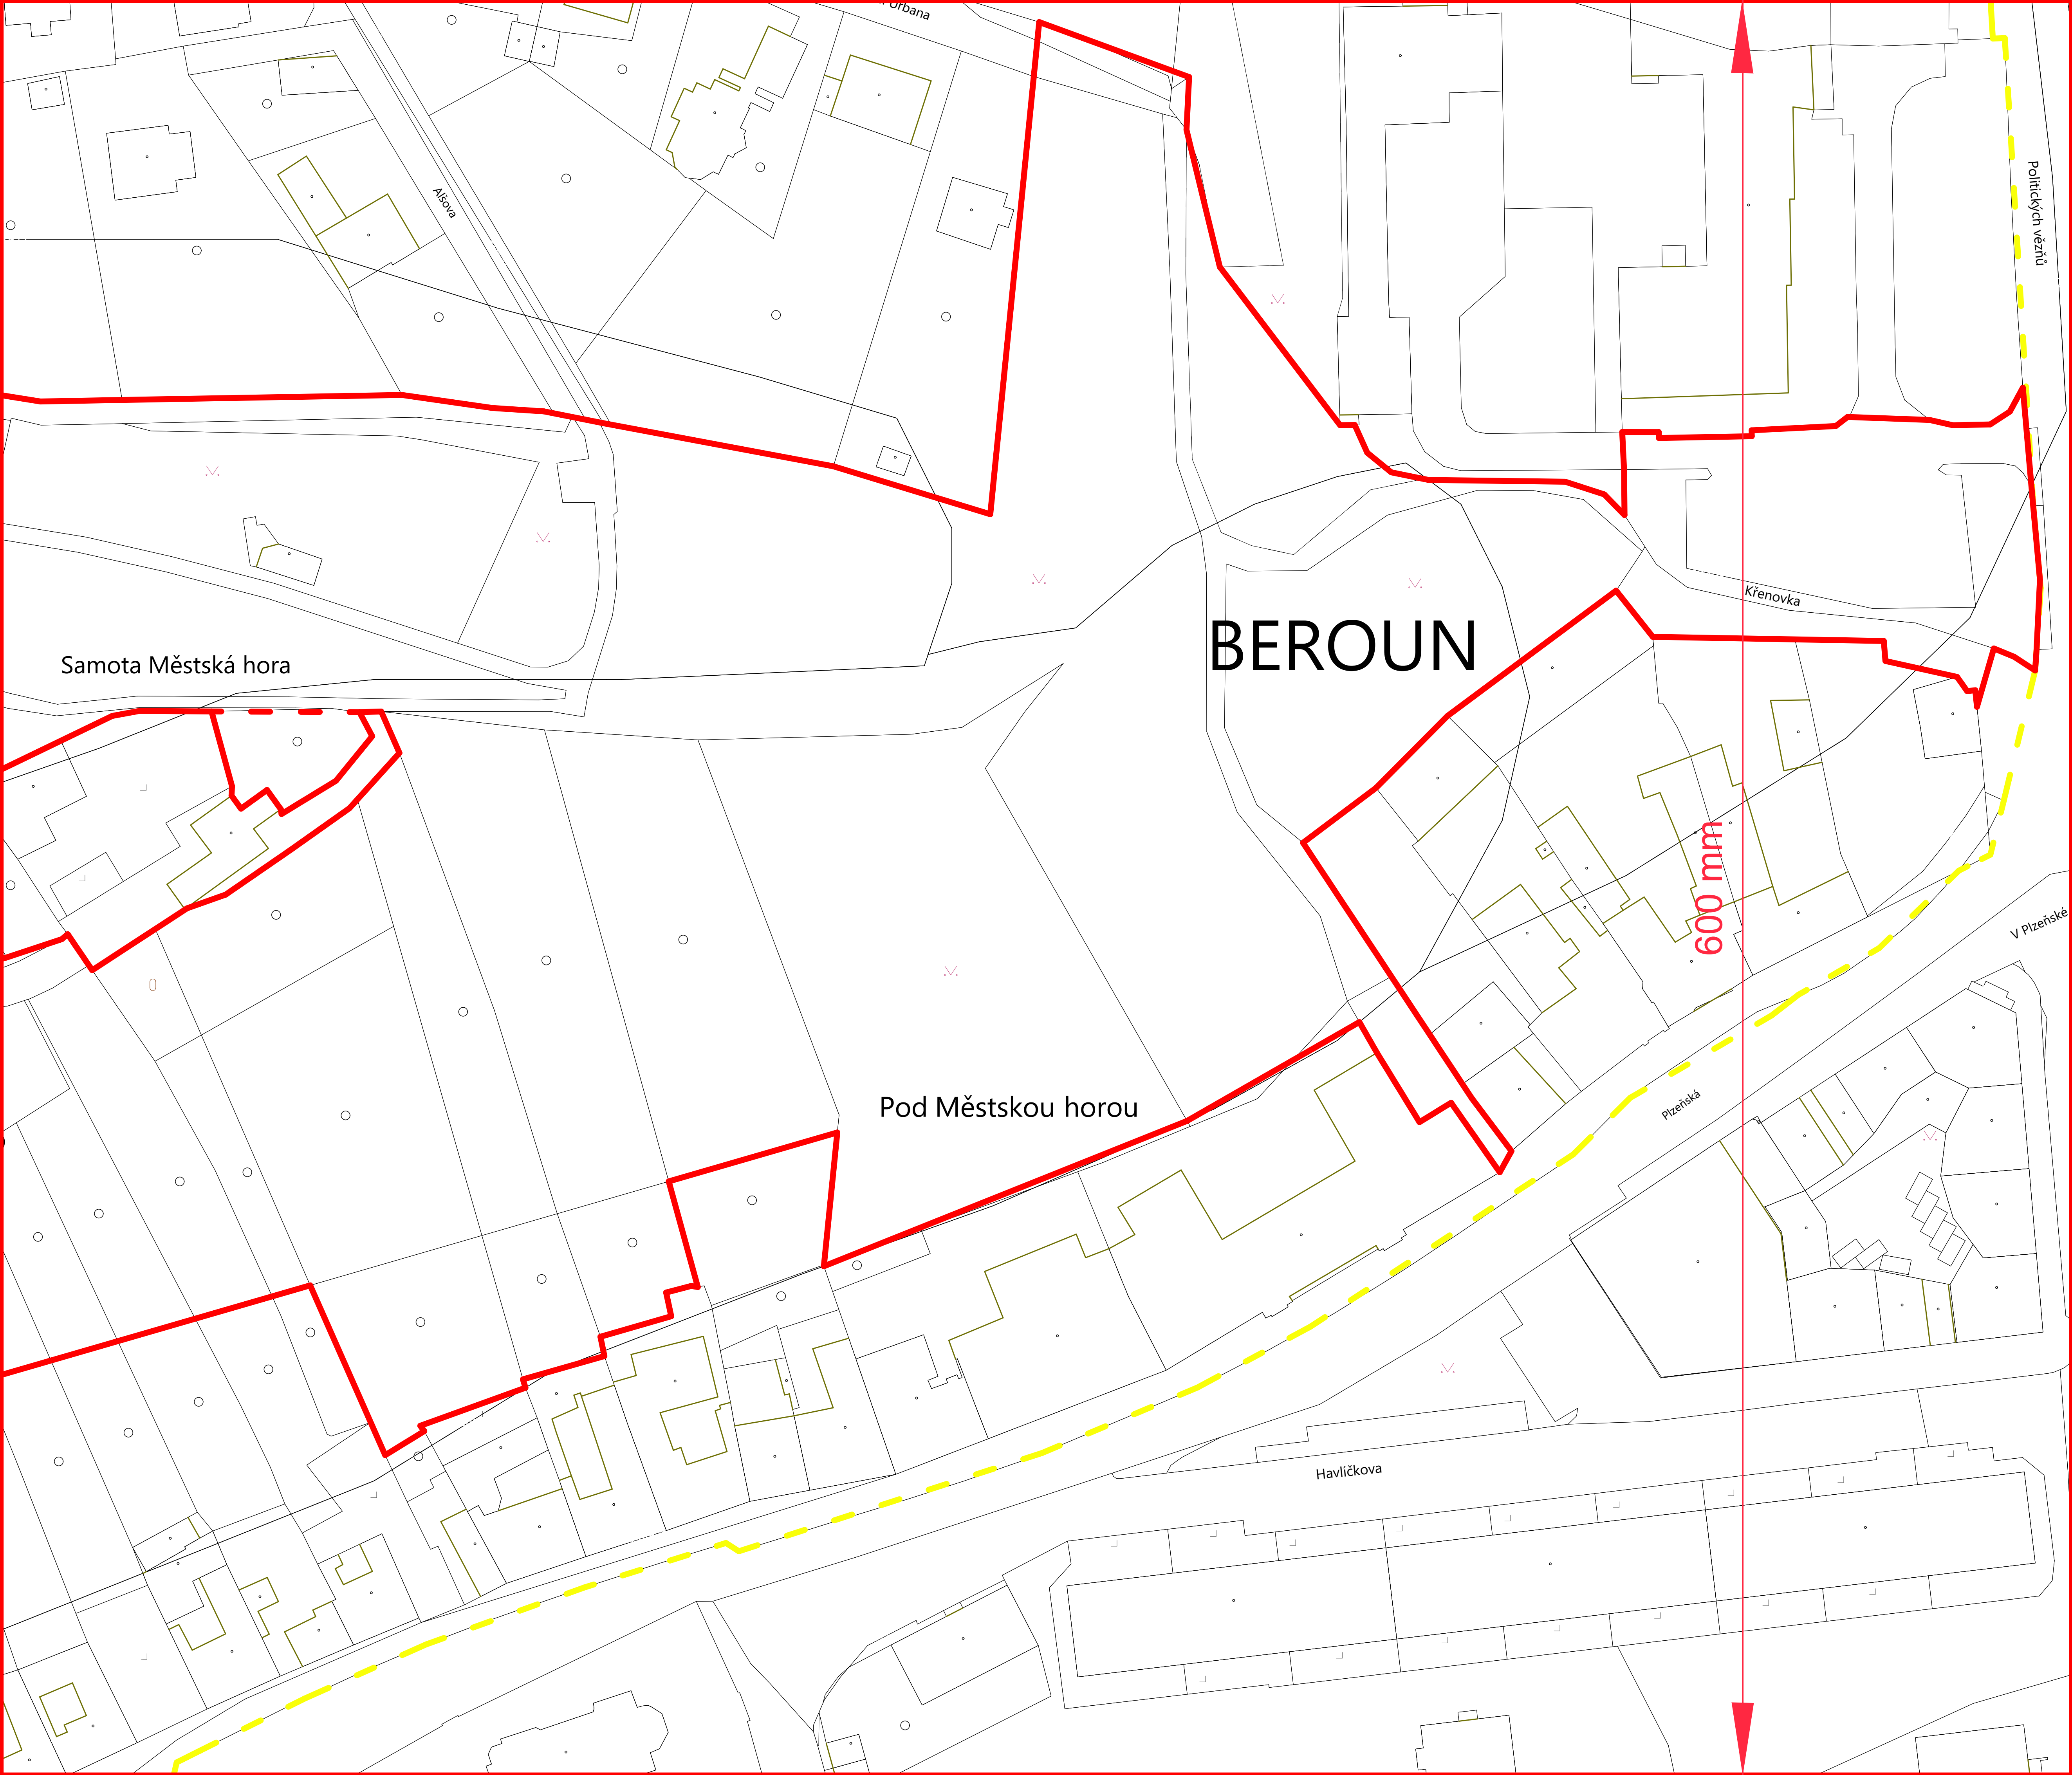 Urbana
Alšova
Politických vězňů
Křenovka
BEROUN
Samota Městská hora
600 mm
V Plzeňské
Pod Městskou horou
Plzeňská
Havlíčkova